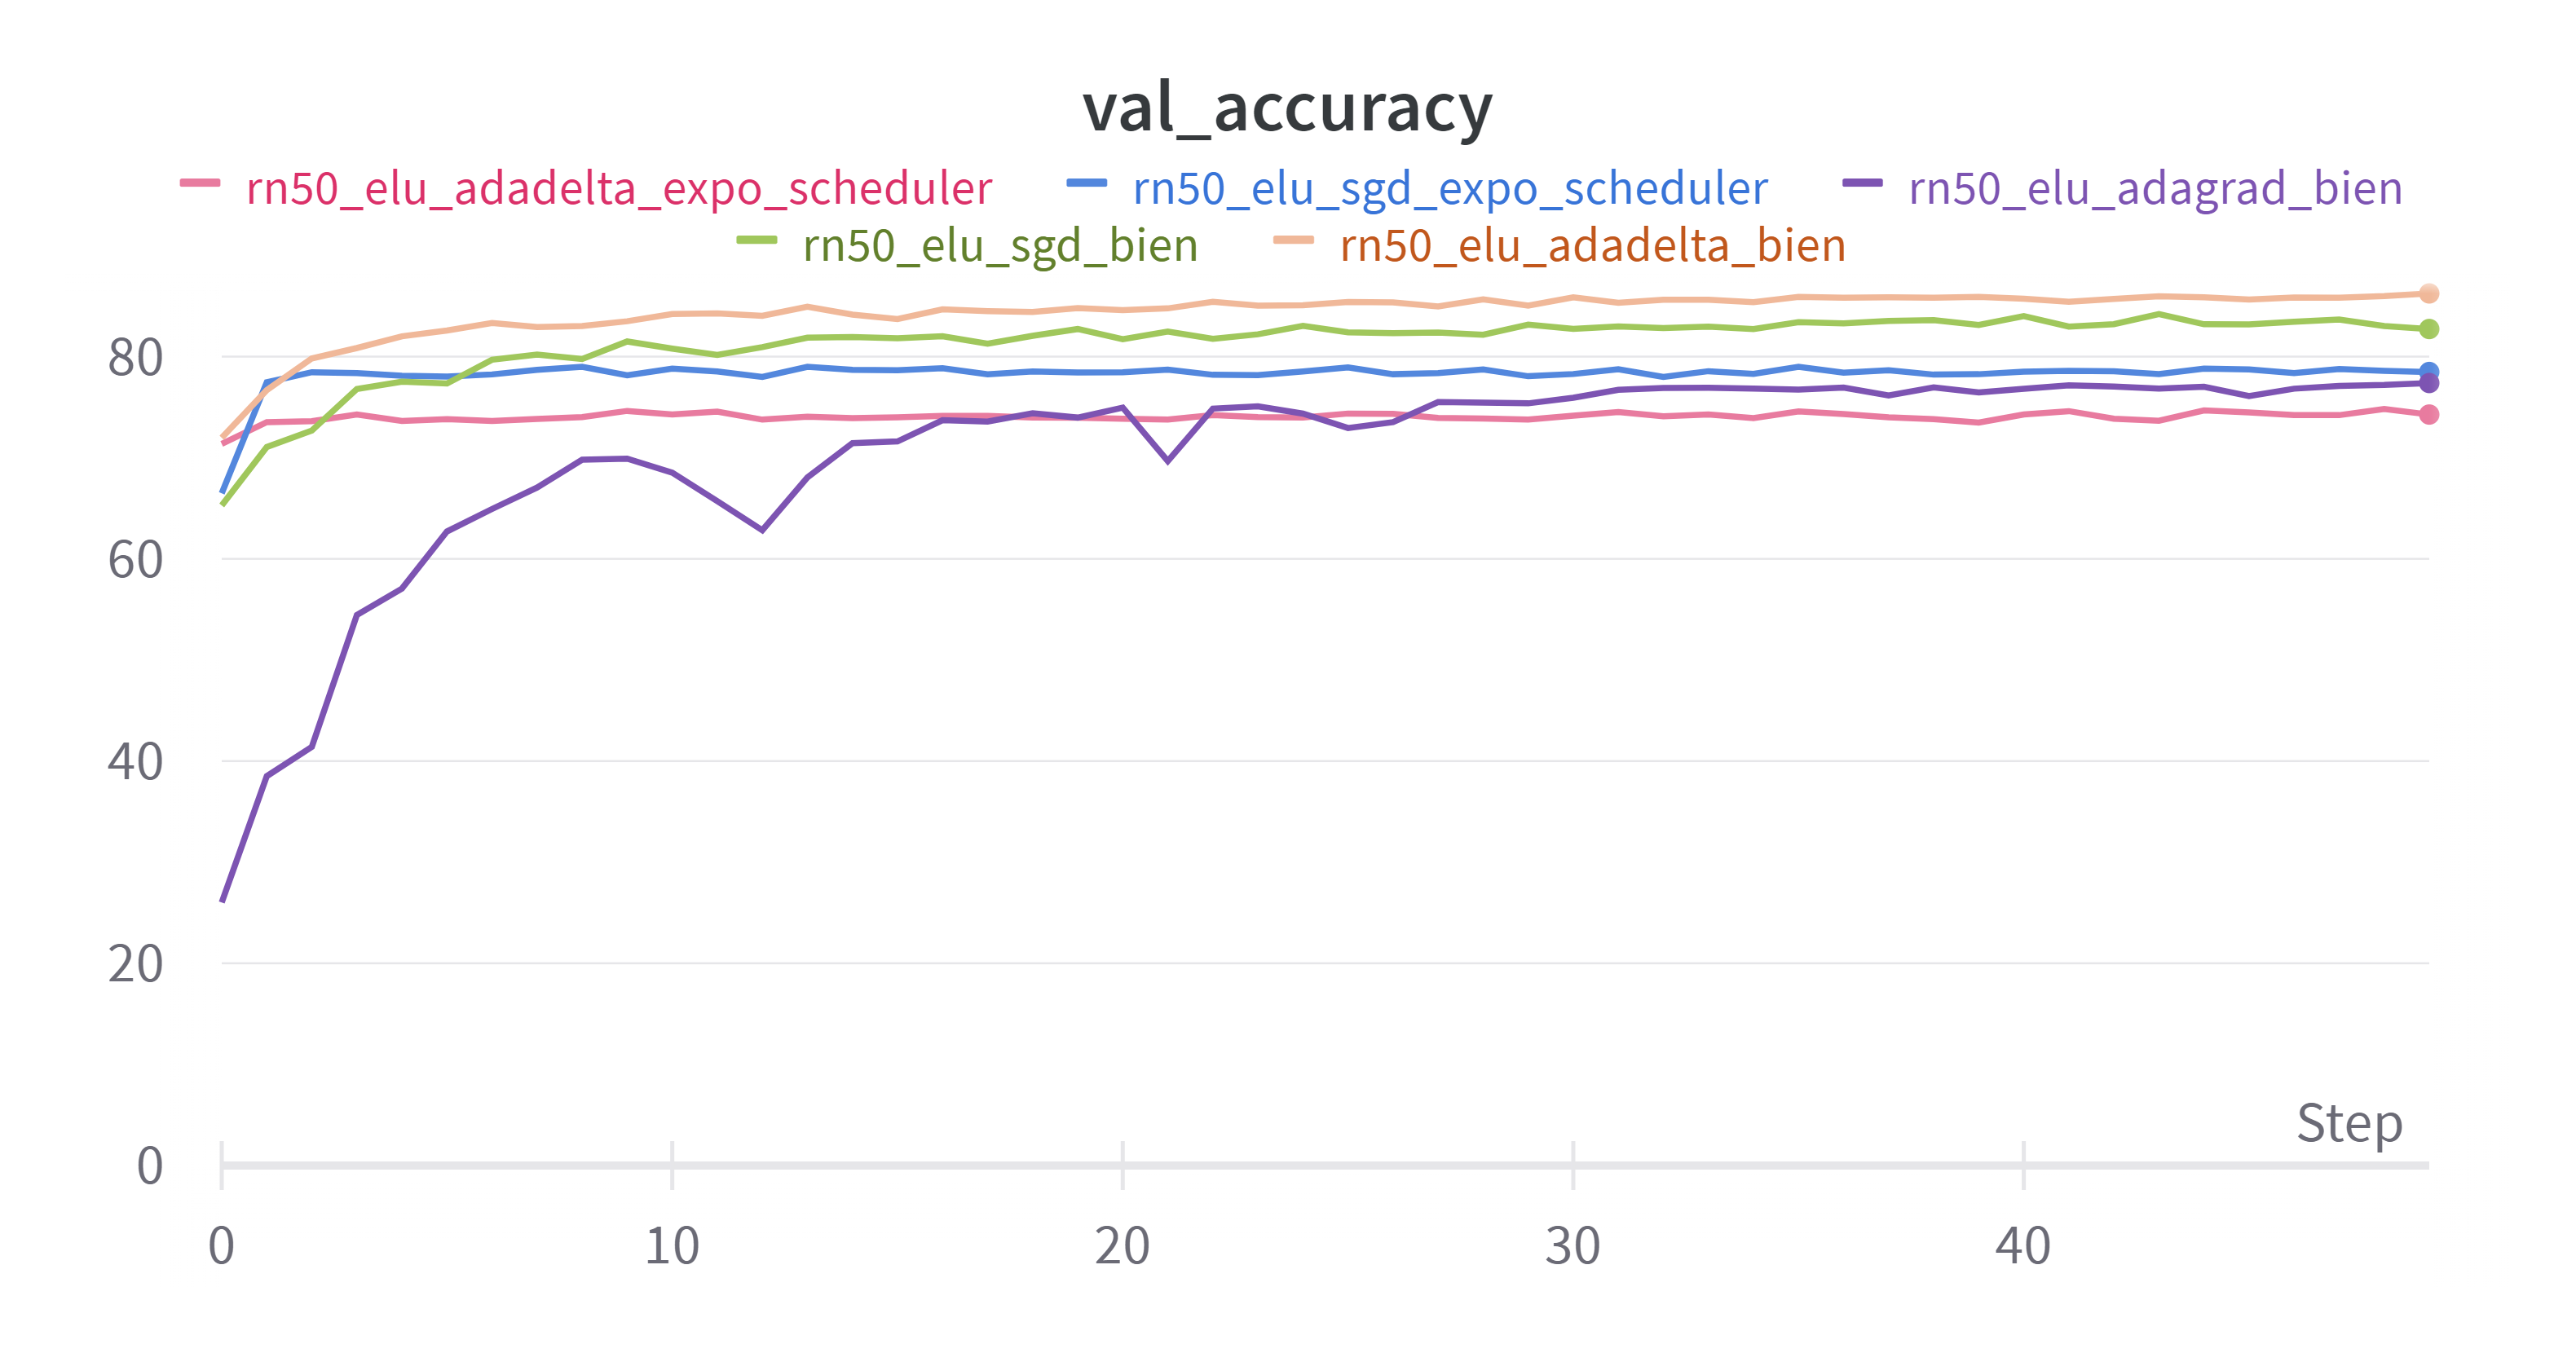 val_accuracy
rn50_elu_adadelta_expo_scheduler rn50_elu_sgd_expo_scheduler rn50_elu_adagrad_bien
rn50_elu_sgd_bien rn50_elu_adadelta_bien
80
60
40
20
Step
0
0 10 20 30 40